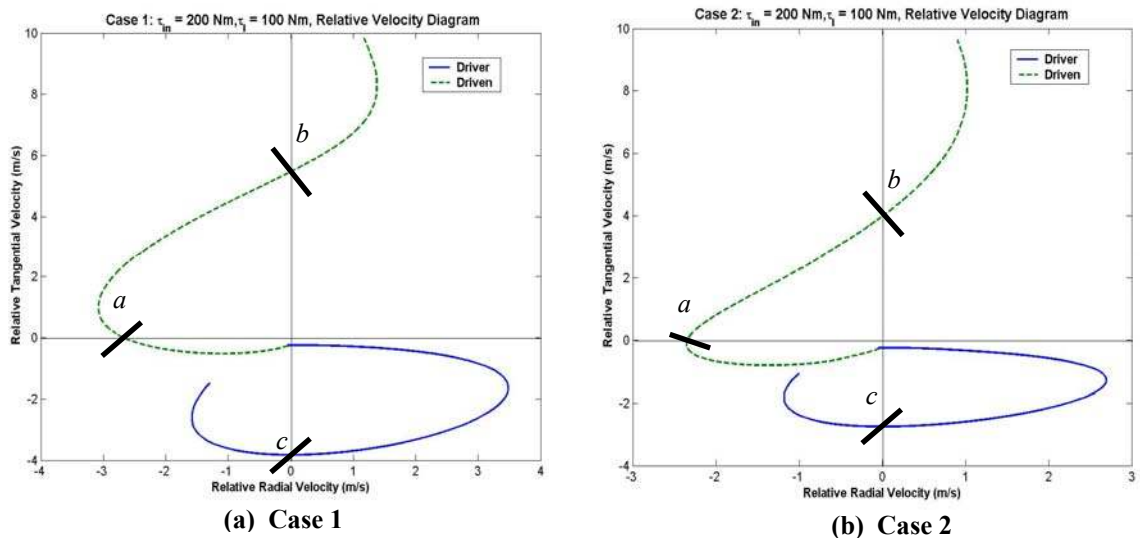 Case 1: τin = 200 Nm,τl = 100 Nm, Relative Velocity Diagram
10
8
6
4
2
0
-2
-4
Relative Tangential Velocity (m/s)
Driver
Driven
b
a
c
-4 -3 -2 -1 0 1 2 3 4
Relative Radial Velocity (m/s)
(a) Case 1
Case 2: τin = 200 Nm,τl = 100 Nm, Relative Velocity Diagram
10
8
6
4
2
0
-2
-4
Relative Tangential Velocity (m/s)
Driver
Driven
b
a
c
-3 -2 -1 0 1 2 3
Relative Radial Velocity (m/s)
(b) Case 2